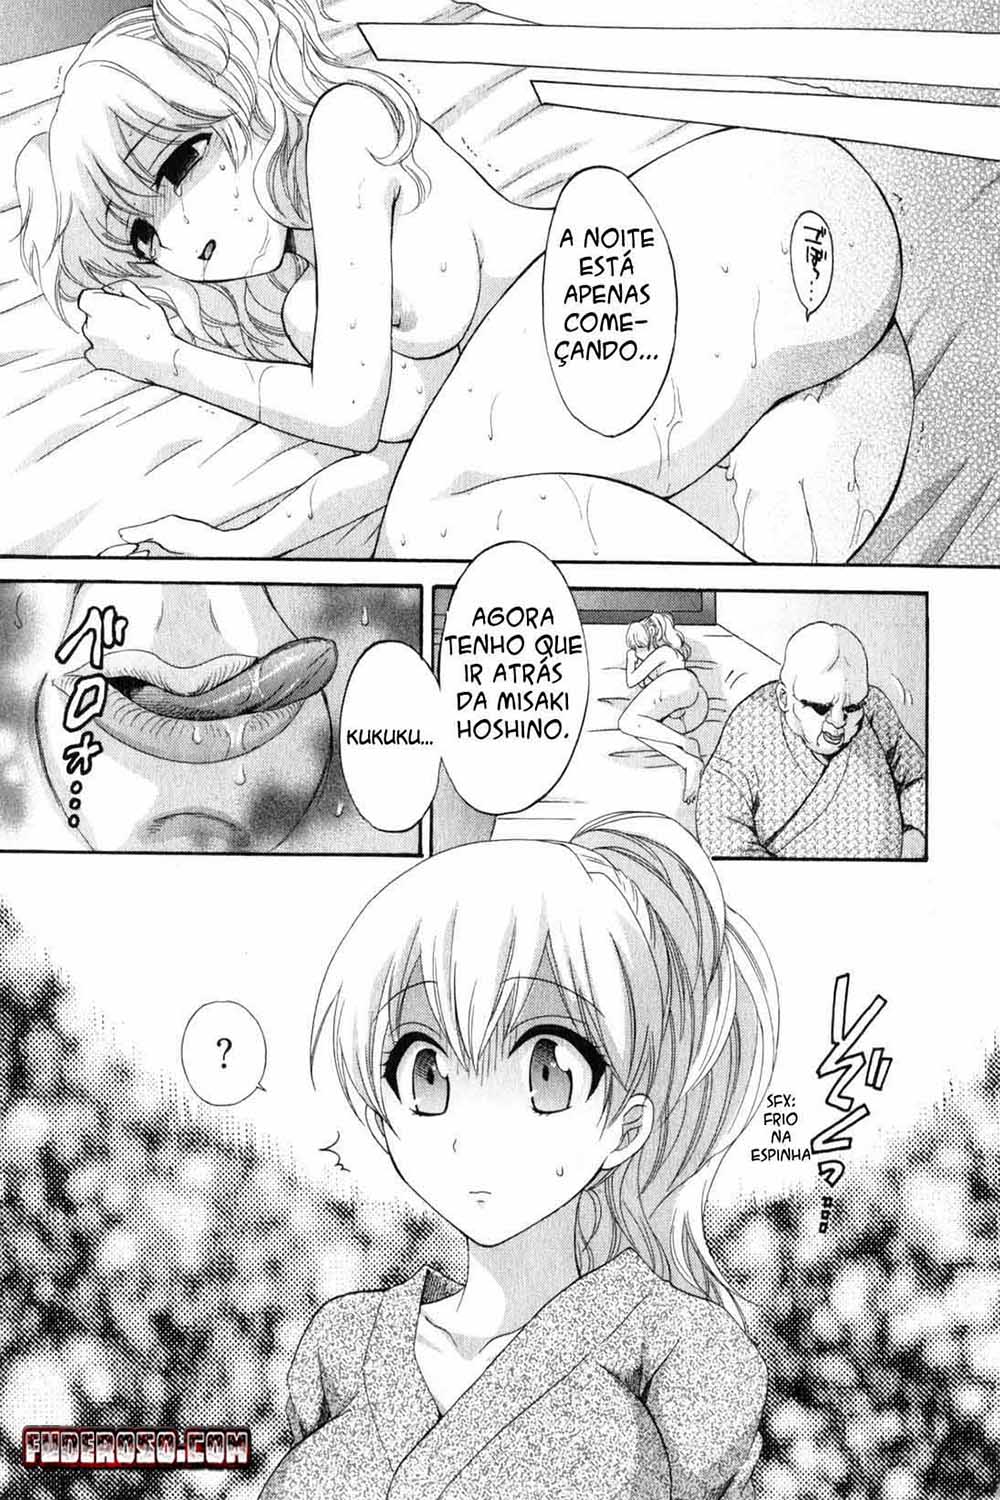 A NOITE
ESTÁ
APENAS
COME-
ÇANDO...
AGORA
TENHO QUE
IR ATRÁS
DA MISAKI
HOSHINO.
KUKUKU...
?
SFX:
FRIO
NA
ESPINHA
FUDEROSO.COM